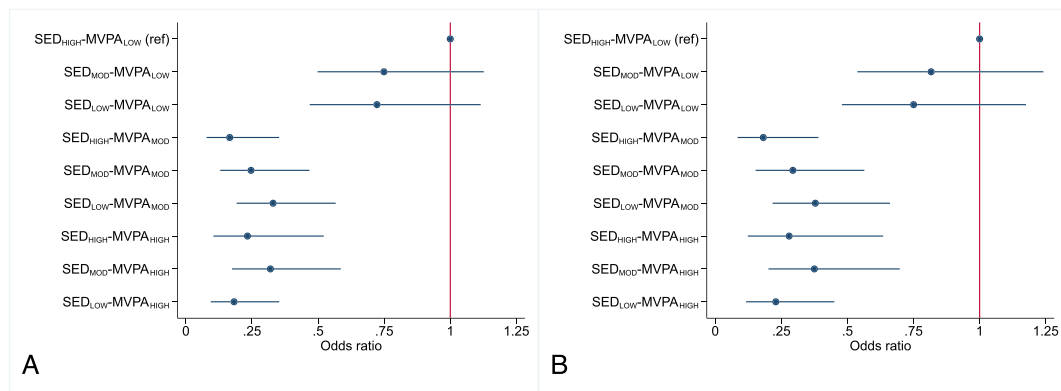 SEDHIGH-MVPALOW (ref)
SEDMOD-MVPALOW
SEDLOW-MVPALOW
SEDHIGH-MVPAMOD
SEDMOD-MVPAMOD
SEDLOW-MVPAMOD
SEDHIGH-MVPAHIGH
SEDMOD-MVPAHIGH
SEDLOW-MVPAHIGH
0 .25 .5 .75 1 1.25
Odds ratio
A
SEDHIGH-MVPALOW (ref)
SEDMOD-MVPALOW
SEDLOW-MVPALOW
SEDHIGH-MVPAMOD
SEDMOD-MVPAMOD
SEDLOW-MVPAMOD
SEDHIGH-MVPAHIGH
SEDMOD-MVPAHIGH
SEDLOW-MVPAHIGH
0 .25 .5 .75 1 1.25
Odds ratio
B